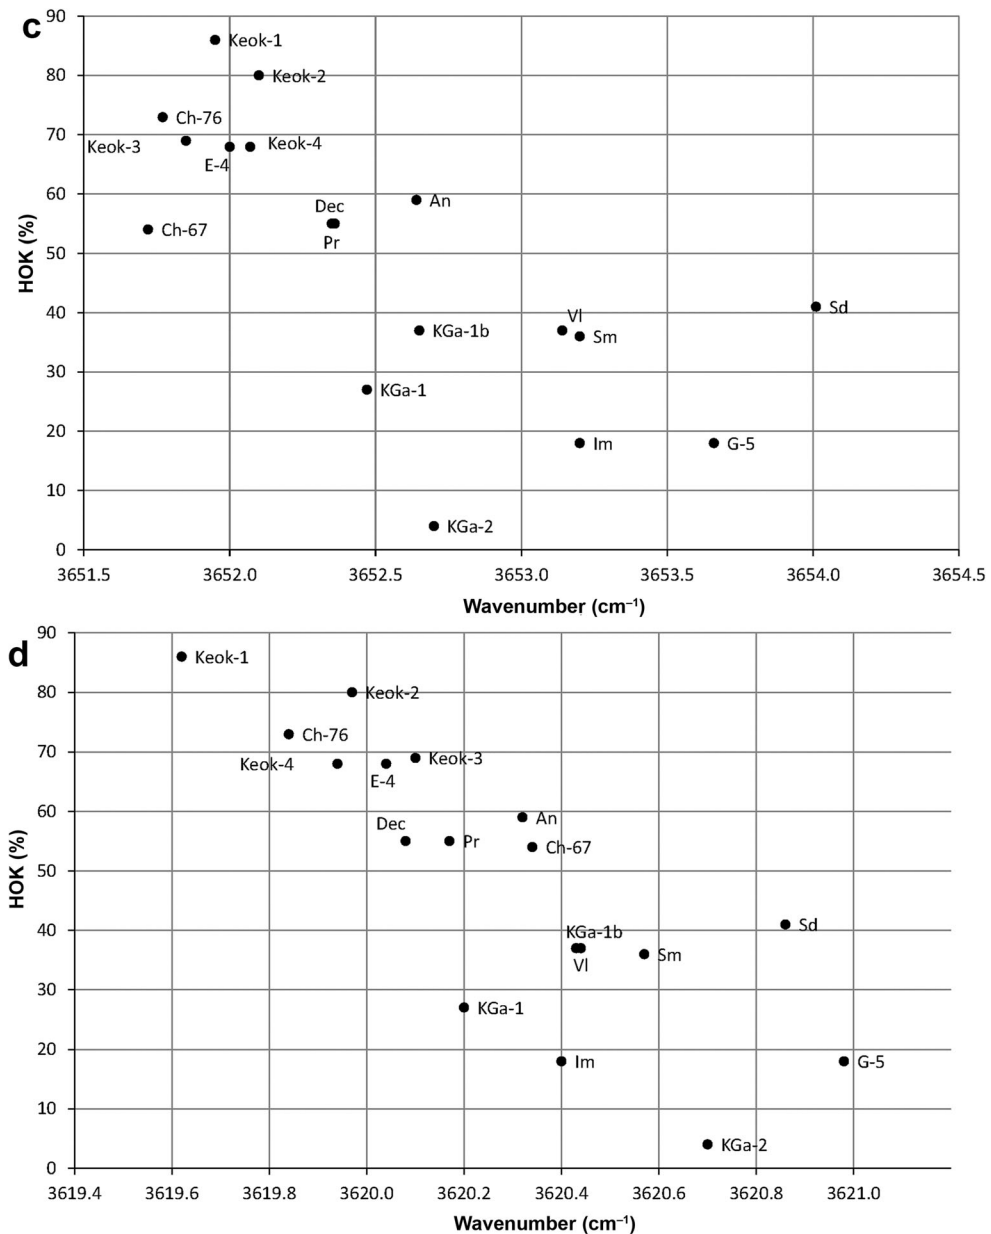 c
90
80
70
60
50
40
30
20
10
0
HOK (%)
Keok-1
Keok-2
Ch-76
Keok-3
Keok-4
E-4
An
Dec
Ch-67
Pr
Sd
Vl
KGa-1b
Sm
KGa-1
Im
G-5
KGa-2
3651.5 3652.0 3652.5 3653.0 3653.5 3654.0 3654.5
Wavenumber (cm⁻¹)
d
90
80
70
60
50
40
30
20
10
0
HOK (%)
Keok-1
Keok-2
Ch-76
Keok-3
Keok-4
E-4
An
Dec
Pr
Ch-67
Sd
KGa-1b
Sm
Vl
KGa-1
Im
G-5
KGa-2
3619.4 3619.6 3619.8 3620.0 3620.2 3620.4 3620.6 3620.8 3621.0
Wavenumber (cm⁻¹)